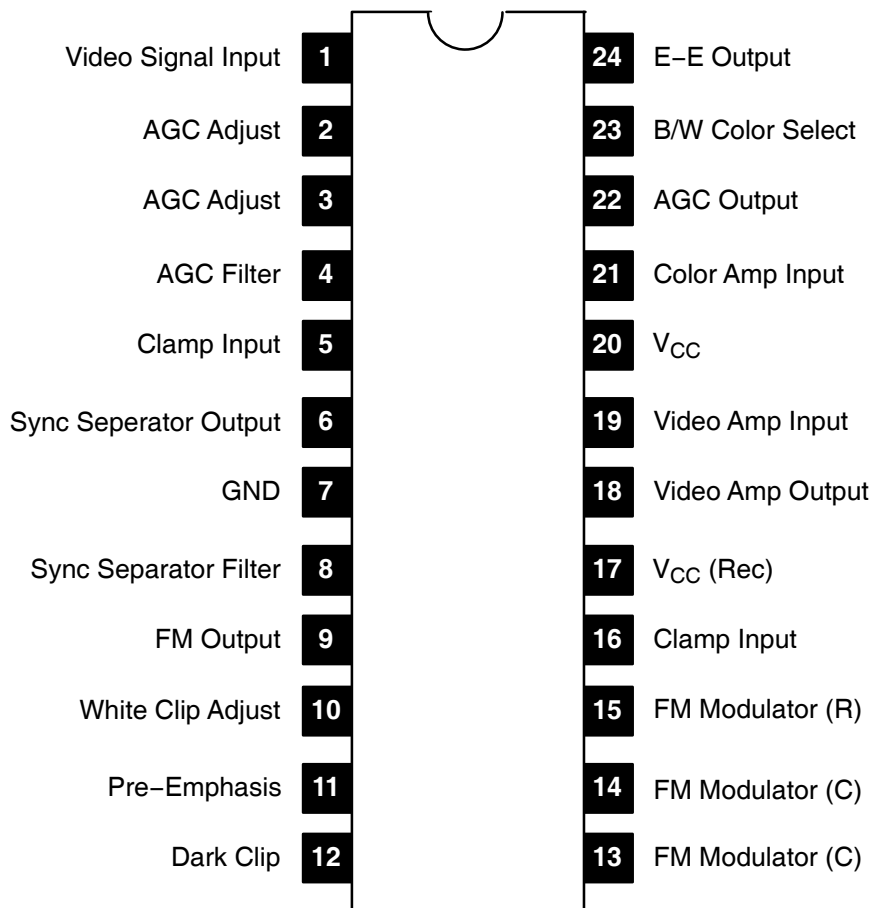 Video Signal Input 1 24 E−E Output
AGC Adjust 2 23 B/W Color Select
AGC Adjust 3 22 AGC Output
AGC Filter 4 21 Color Amp Input
Clamp Input 5 20 VCC
Sync Seperator Output 6 19 Video Amp Input
GND 7 18 Video Amp Output
Sync Separator Filter 8 17 VCC (Rec)
FM Output 9 16 Clamp Input
White Clip Adjust 10 15 FM Modulator (R)
Pre−Emphasis 11 14 FM Modulator (C)
Dark Clip 12 13 FM Modulator (C)